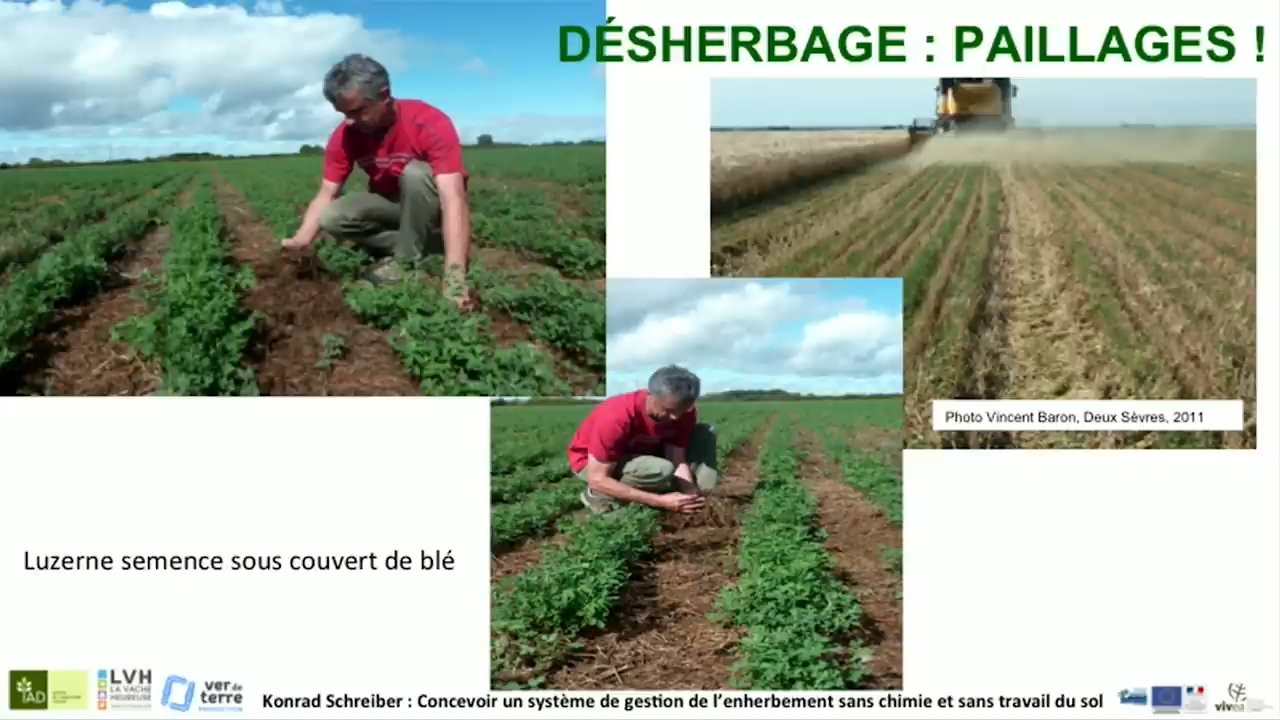 DÉSHERBAGE : PAILLAGES !
Photo Vincent Baron, Deux Sèvres, 2011
Luzerne semence sous couvert de blé
IAD
LVH
LA VACHE
HEUREUSE
ver de
terre
PRODUCTION
Konrad Schreiber : Concevoir un système de gestion de l'enherbement sans chimie et sans travail du sol
vivea